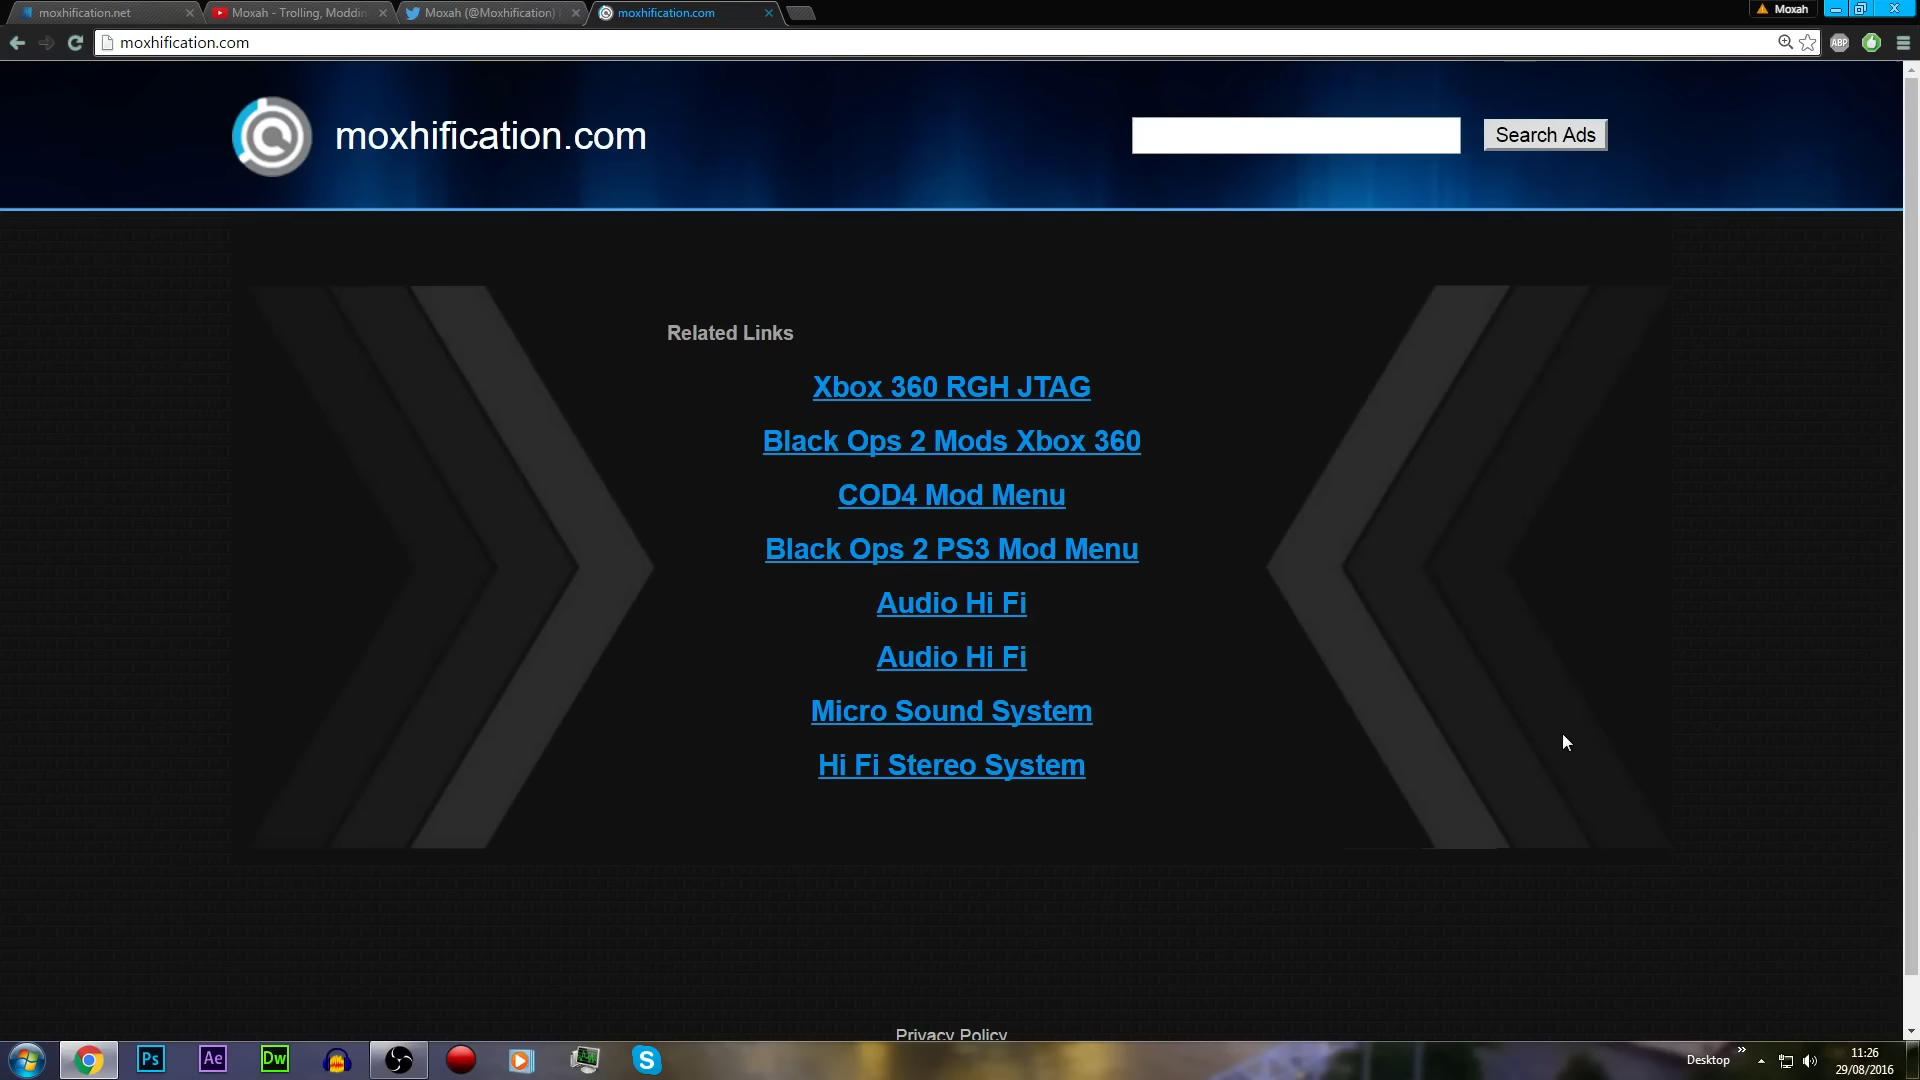 moxhification.net
Moxah - Trolling, Moddin
Moxah (@Moxhification)
moxhification.com
Moxah
moxhification.com
ABP
moxhification.com
Search Ads
Related Links
Xbox 360 RGH JTAG
Black Ops 2 Mods Xbox 360
COD4 Mod Menu
Black Ops 2 PS3 Mod Menu
Audio Hi Fi
Audio Hi Fi
Micro Sound System
Hi Fi Stereo System
Privacy Policy
Ps
Ae
Dw
S
Desktop
11:26
29/08/2016